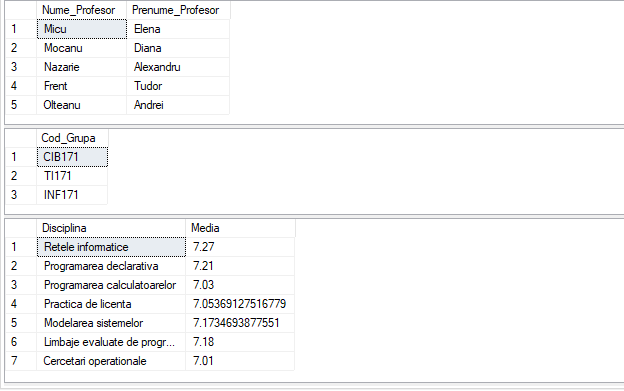 Nume_Profesor Prenume_Profesor
1 Micu Elena
2 Mocanu Diana
3 Nazarie Alexandru
4 Frent Tudor
5 Olteanu Andrei
Cod_Grupa
1 CIB171
2 TI171
3 INF171
Disciplina Media
1 Retele informatice 7.27
2 Programarea declarativa 7.21
3 Programarea calculatoarelor 7.03
4 Practica de licenta 7.05369127516779
5 Modelarea sistemelor 7.1734693877551
6 Limbaje evaluate de progr... 7.18
7 Cercetari operationale 7.01